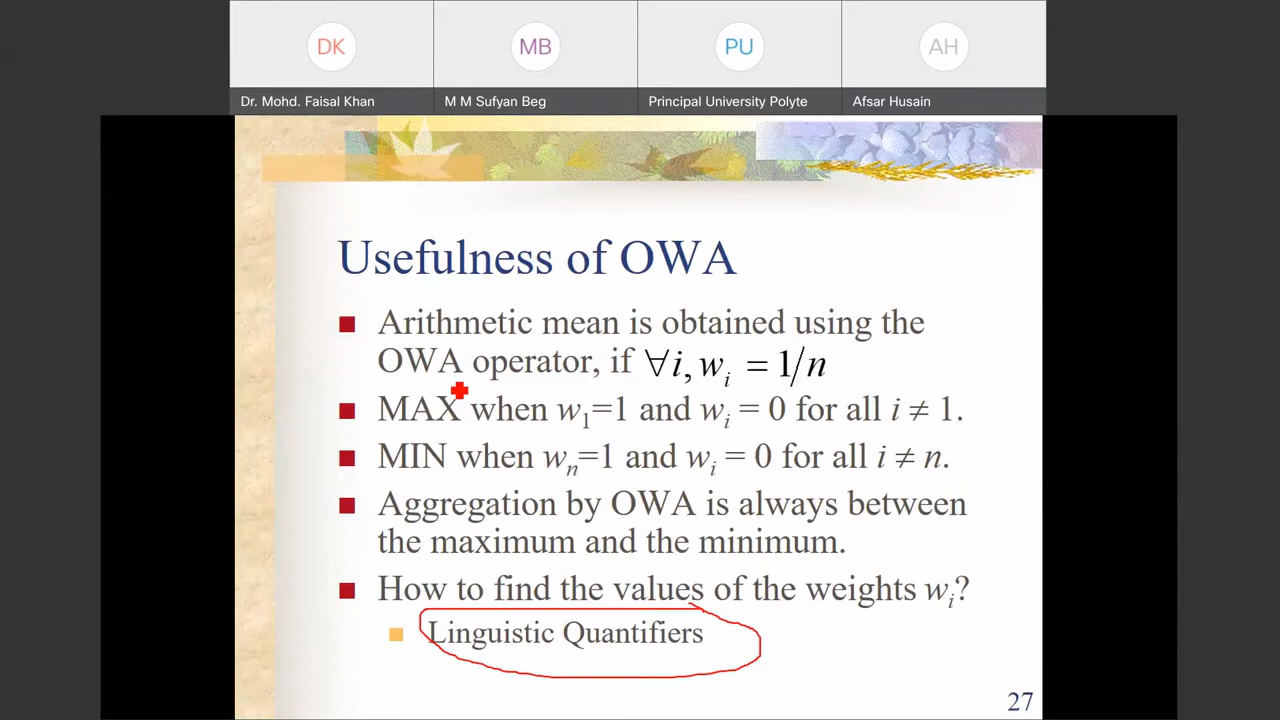 DK MB PU AH
Dr. Mohd. Faisal Khan M M Sufyan Beg Principal University Polyte Afsar Husain
Usefulness of OWA
Arithmetic mean is obtained using the
OWA operator, if ∀i, wᵢ = 1/n
MAX when w₁=1 and wᵢ = 0 for all i ≠ 1.
MIN when wₙ=1 and wᵢ = 0 for all i ≠ n.
Aggregation by OWA is always between
the maximum and the minimum.
How to find the values of the weights wᵢ?
Linguistic Quantifiers
27